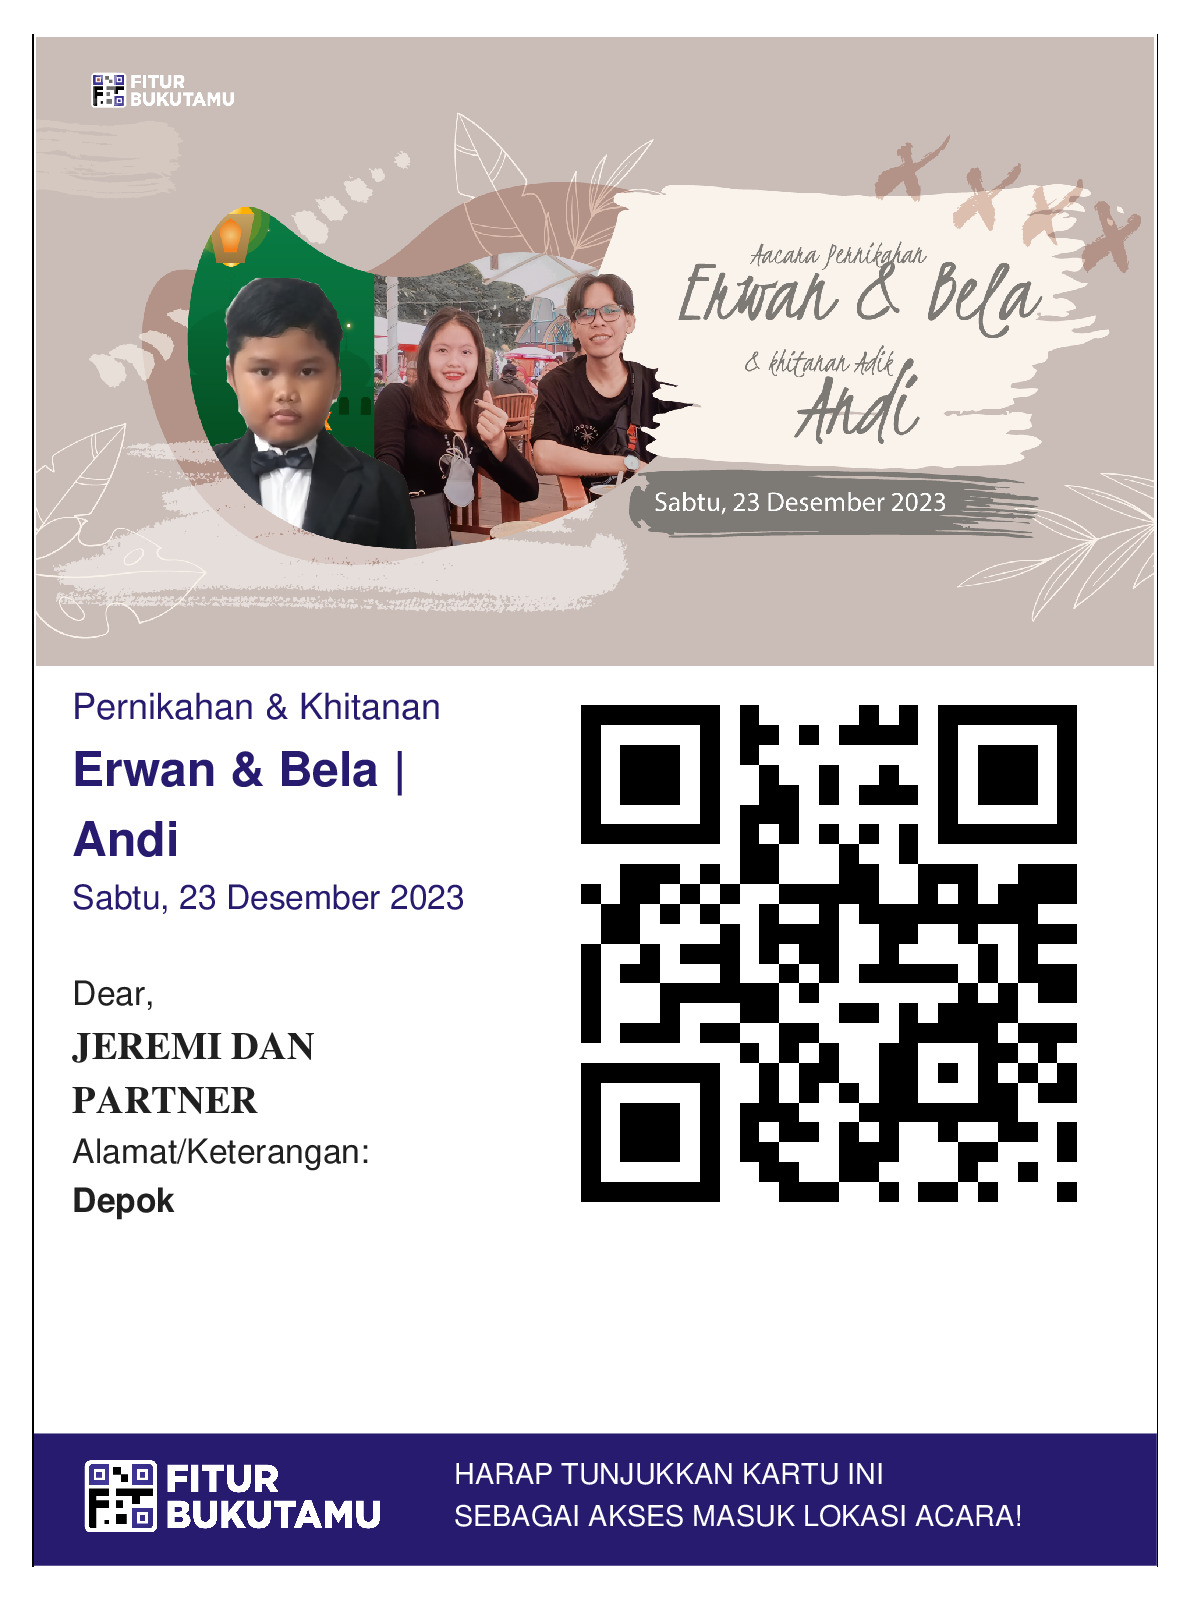 FITUR
BUKUTAMU
Aacara Pernikahan
Erwan & Bela
& khitanan Adik
Andi
Sabtu, 23 Desember 2023
Pernikahan & Khitanan
Erwan & Bela |
Andi
Sabtu, 23 Desember 2023
Dear,
JEREMI DAN
PARTNER
Alamat/Keterangan:
Depok
FITUR
BUKUTAMU
HARAP TUNJUKKAN KARTU INI
SEBAGAI AKSES MASUK LOKASI ACARA!